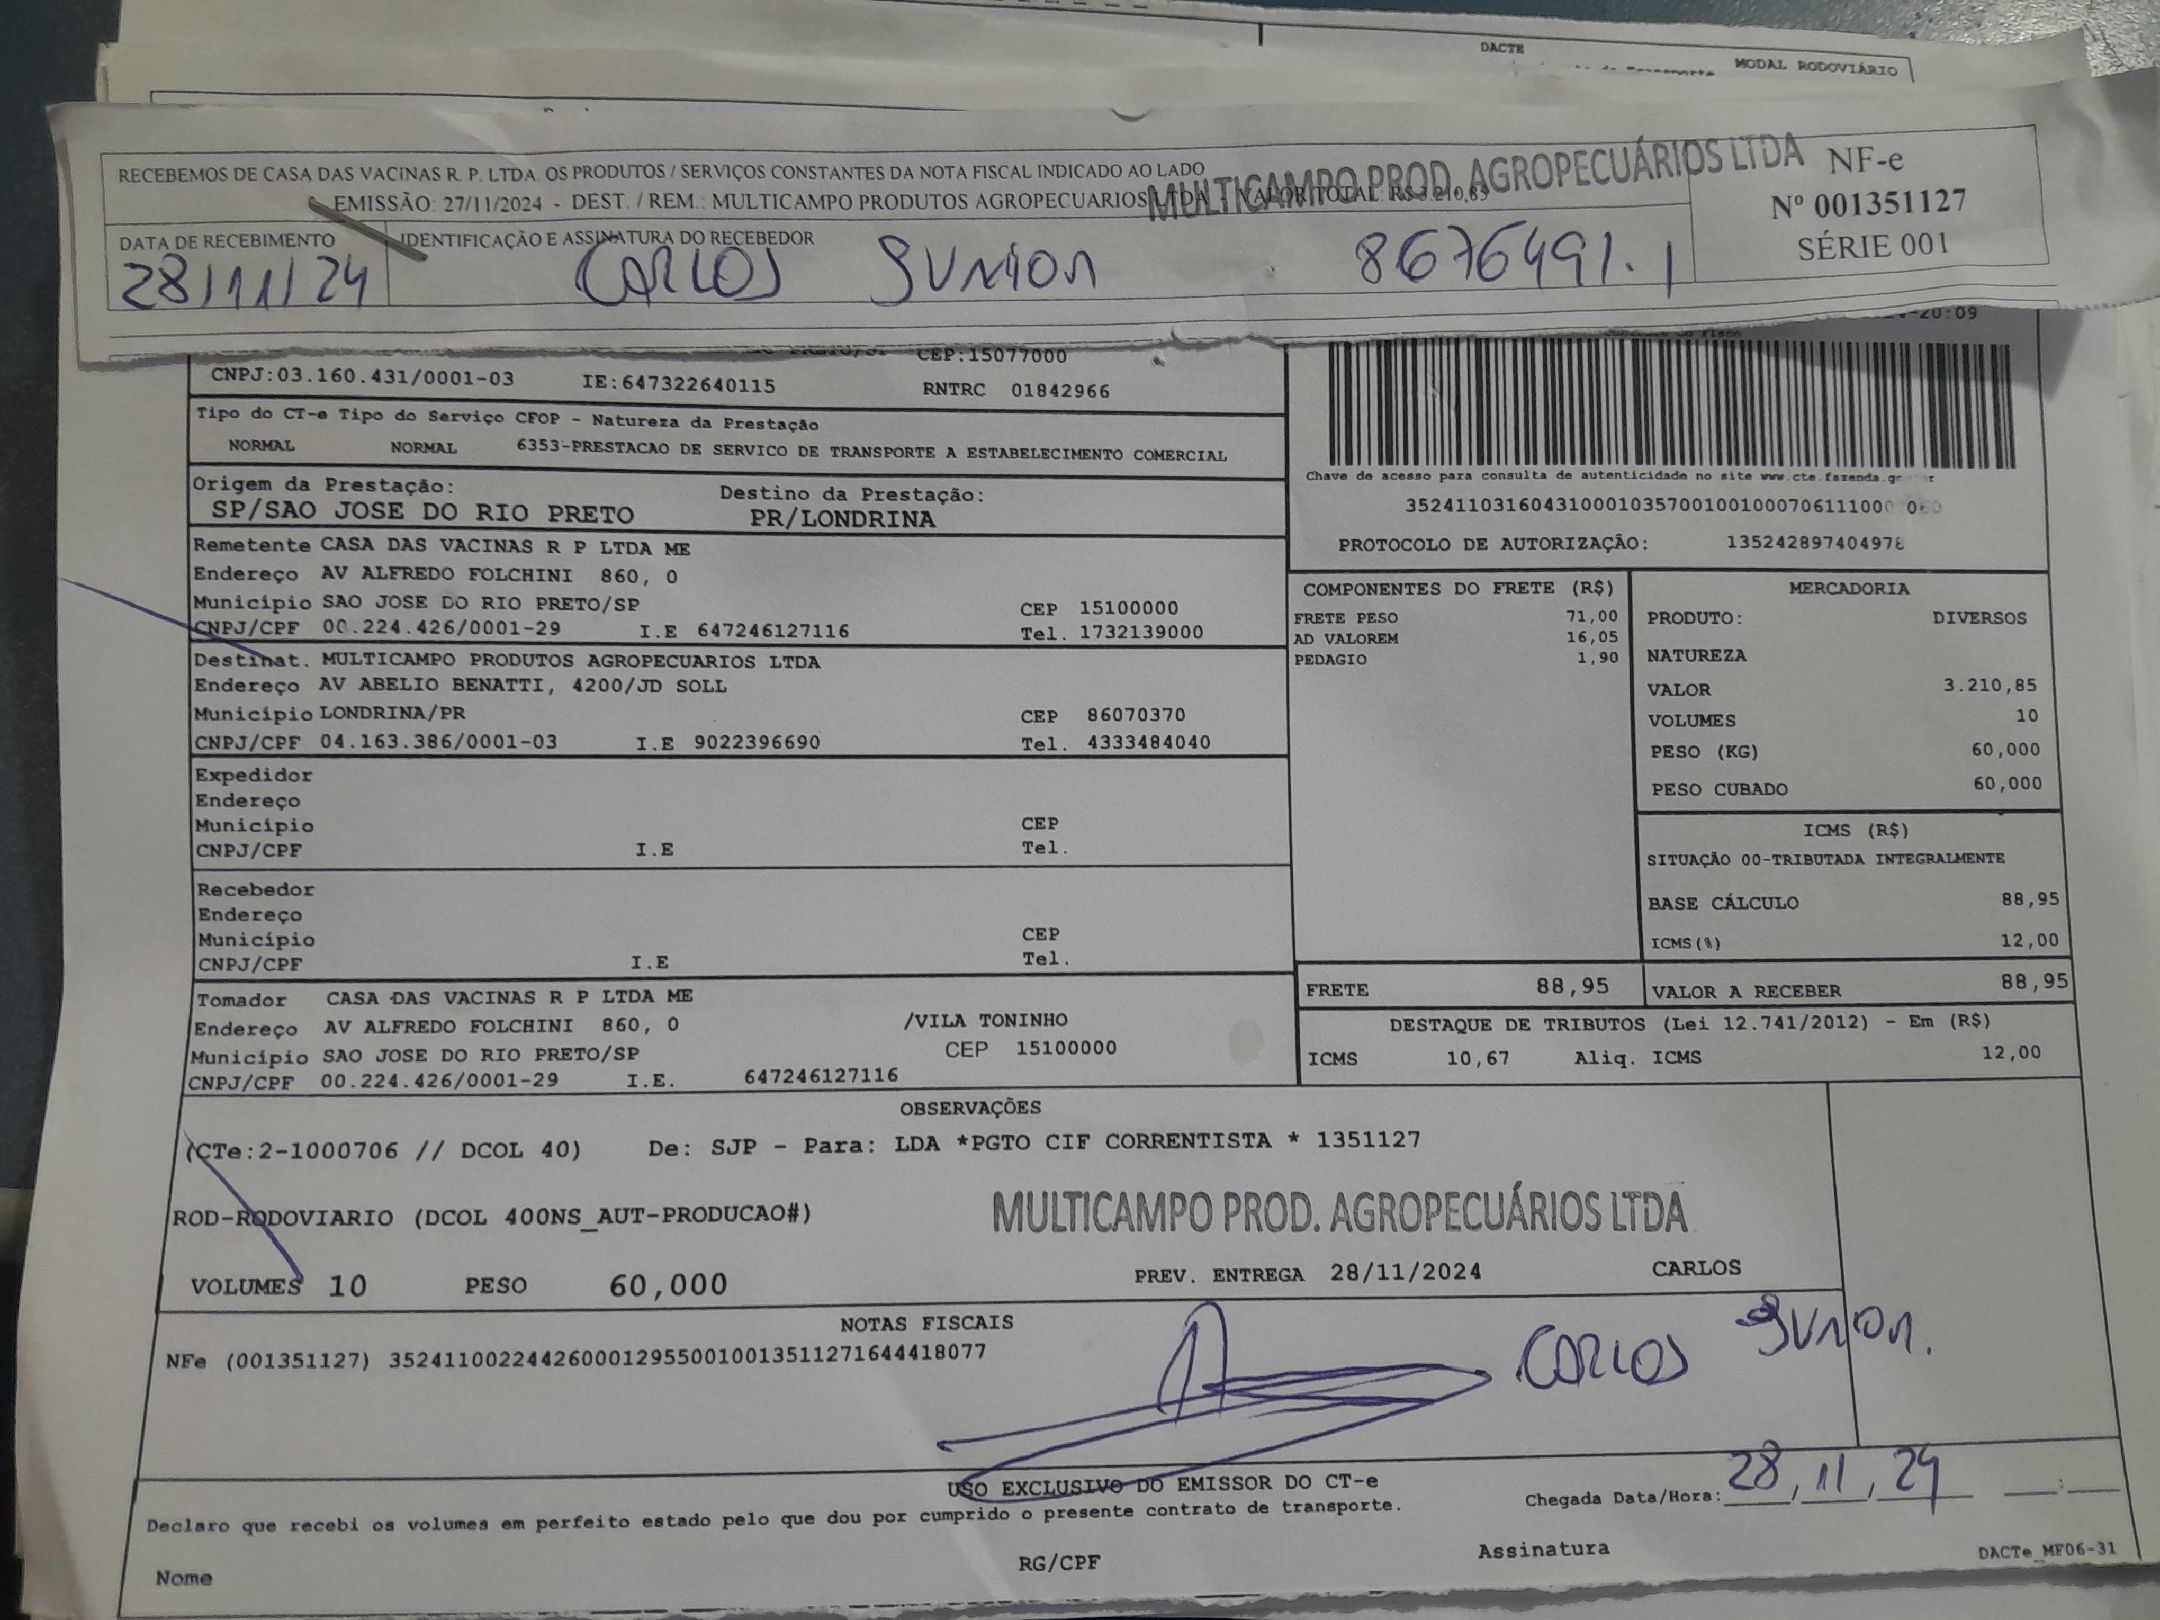 DACTE
MODAL RODOVIÁRIO
RECEBEMOS DE CASA DAS VACINAS R. P. LTDA. OS PRODUTOS / SERVIÇOS CONSTANTES DA NOTA FISCAL INDICADO AO LADO
EMISSÃO: 27/11/2024 - DEST. / REM.: MULTICAMPO PRODUTOS AGROPECUARIOS LTDA - VALOR TOTAL: R$ 3.210,85
MULTICAMPO PROD. AGROPECUÁRIOS LTDA
NF-e
Nº 001351127
SÉRIE 001
DATA DE RECEBIMENTO
IDENTIFICAÇÃO E ASSINATURA DO RECEBEDOR
28/11/24 CARLOS JUNIOR 8676491.1
20:09
CEP:15077000
CNPJ:03.160.431/0001-03 IE:647322640115 RNTRC 01842966
Tipo do CT-e Tipo do Serviço CFOP - Natureza da Prestação
NORMAL NORMAL 6353-PRESTACAO DE SERVICO DE TRANSPORTE A ESTABELECIMENTO COMERCIAL
Chave de acesso para consulta de autenticidade no site www.cte.fazenda.
PROTOCOLO DE AUTORIZAÇÃO: 135242897404978
Origem da Prestação: Destino da Prestação:
SP/SAO JOSE DO RIO PRETO PR/LONDRINA
Remetente CASA DAS VACINAS R P LTDA ME
Endereço AV ALFREDO FOLCHINI 860, 0
Município SAO JOSE DO RIO PRETO/SP CEP 15100000
CNPJ/CPF 00.224.426/0001-29 I.E 647246127116 Tel. 1732139000
Destinat. MULTICAMPO PRODUTOS AGROPECUARIOS LTDA
Endereço AV ABELIO BENATTI, 4200/JD SOLL
Município LONDRINA/PR CEP 86070370
CNPJ/CPF 04.163.386/0001-03 I.E 9022396690 Tel. 4333484040
Expedidor
Endereço
Município CEP
CNPJ/CPF I.E Tel.
Recebedor
Endereço
Município CEP
CNPJ/CPF I.E Tel.
Tomador CASA DAS VACINAS R P LTDA ME
Endereço AV ALFREDO FOLCHINI 860, 0 /VILA TONINHO
Município SAO JOSE DO RIO PRETO/SP CEP 15100000
CNPJ/CPF 00.224.426/0001-29 I.E. 647246127116
COMPONENTES DO FRETE (R$)
FRETE PESO 71,00
AD VALOREM 16,05
PEDAGIO 1,90
MERCADORIA
PRODUTO: DIVERSOS
NATUREZA
VALOR 3.210,85
VOLUMES 10
PESO (KG) 60,000
PESO CUBADO 60,000
ICMS (R$)
SITUAÇÃO 00-TRIBUTADA INTEGRALMENTE
BASE CÁLCULO 88,95
ICMS(%) 12,00
FRETE 88,95 VALOR A RECEBER 88,95
DESTAQUE DE TRIBUTOS (Lei 12.741/2012) - Em (R$)
ICMS 10,67 Aliq. ICMS 12,00
OBSERVAÇÕES
(CTe:2-1000706 // DCOL 40) De: SJP - Para: LDA *PGTO CIF CORRENTISTA * 1351127
ROD-RODOVIARIO (DCOL 400NS_AUT-PRODUCAO#)
MULTICAMPO PROD. AGROPECUÁRIOS LTDA
VOLUMES 10 PESO 60,000 PREV. ENTREGA 28/11/2024 CARLOS
NOTAS FISCAIS
NFe (001351127) 35241100224426000129550010013511271644418077
CARLOS JUNIOR.
USO EXCLUSIVO DO EMISSOR DO CT-e
Declaro que recebi os volumes em perfeito estado pelo que dou por cumprido o presente contrato de transporte.
Chegada Data/Hora: 28, 11, 24 :
Nome RG/CPF Assinatura
DACTe_MF06-31